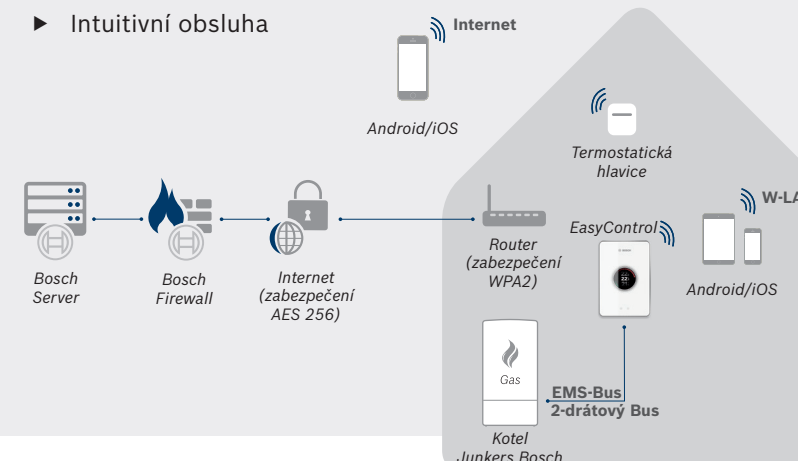 Intuitivní obsluha
Internet
Android/iOS
Termostatická
hlavice
EasyControl
Router
(zabezpečení
WPA2)
Android/iOS
Bosch
Server
Bosch
Firewall
Internet
(zabezpečení
AES 256)
Gas
EMS-Bus
2-drátový Bus
Kotel
Junkers Bosch